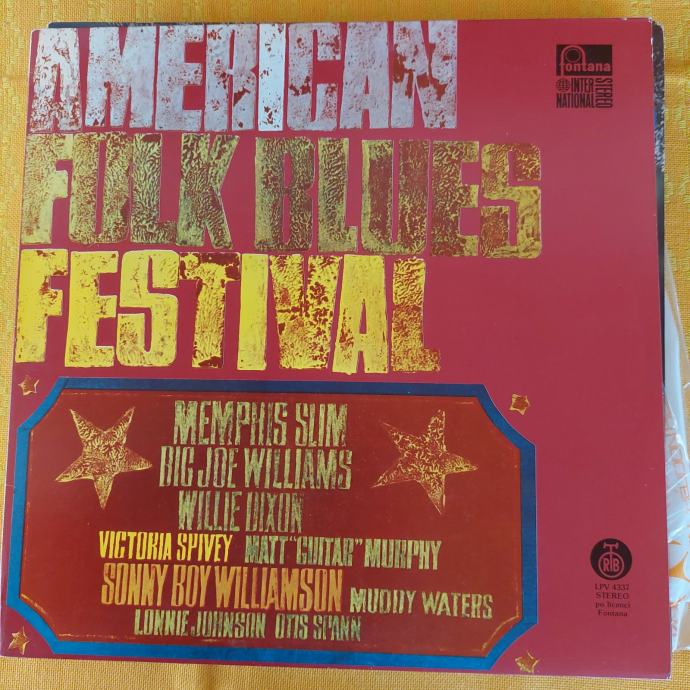 AMERICAN
FOLK BLUES
FESTIVAL
fontana
INTER
NATIONAL
STEREO
MEMPHIS SLIM
BIG JOE WILLIAMS
WILLIE DIXON
VICTORIA SPIVEY MATT "GUITAR" MURPHY
SONNY BOY WILLIAMSON MUDDY WATERS
LONNIE JOHNSON OTIS SPANN
RTB
LPV 4337
STEREO
po licenci
Fontana